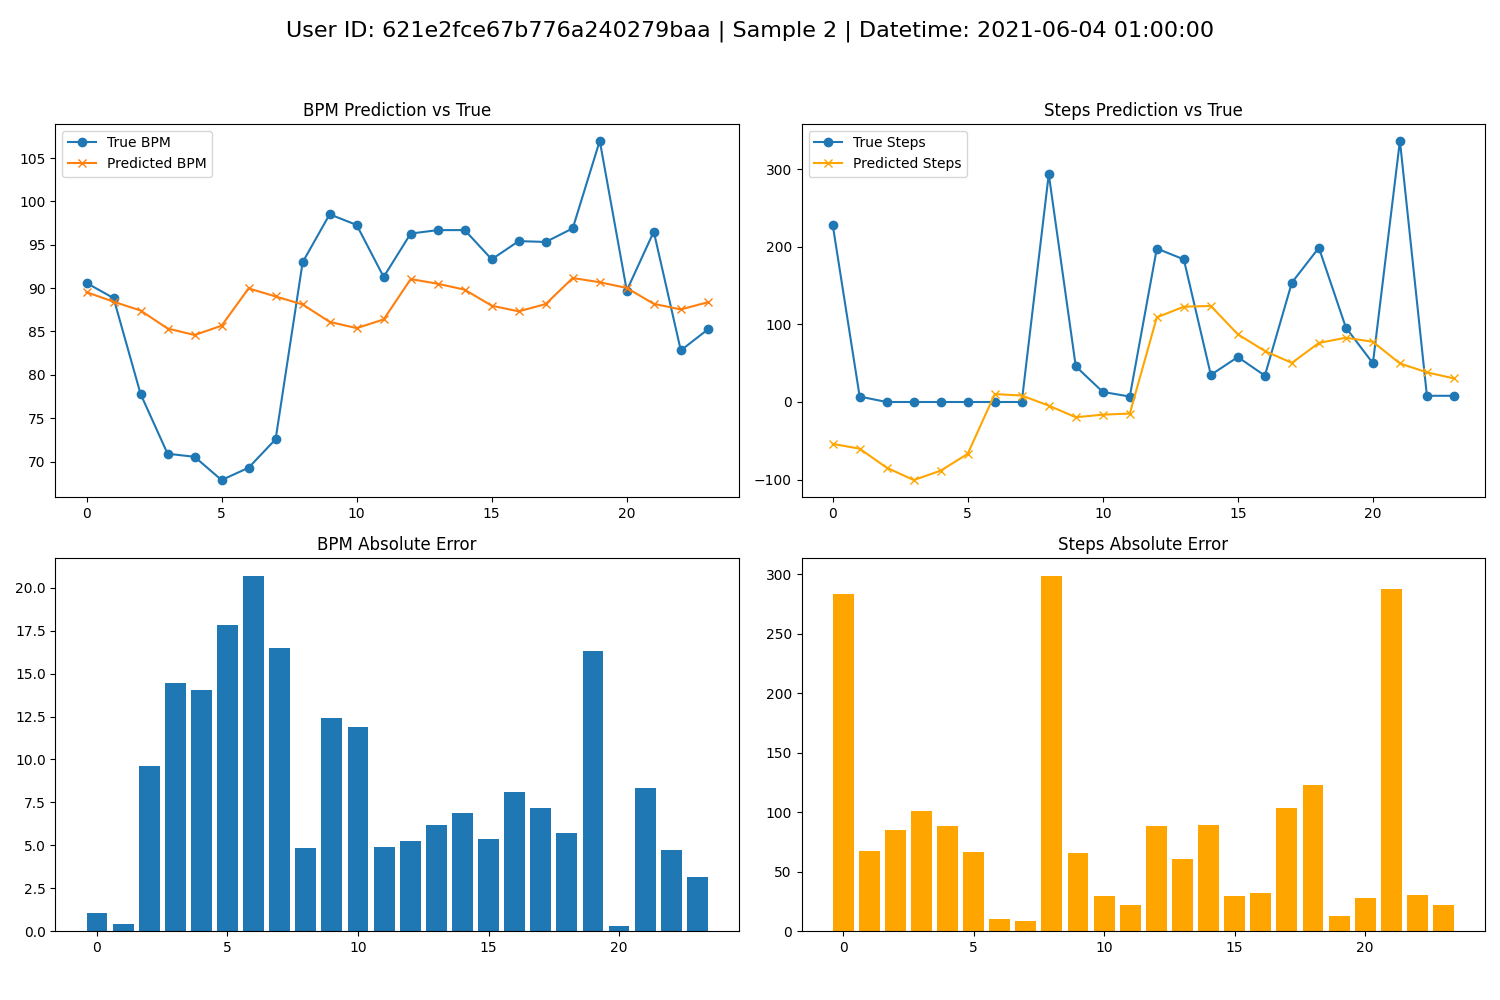 User ID: 621e2fce67b776a240279baa | Sample 2 | Datetime: 2021-06-04 01:00:00
BPM Prediction vs True
True BPM
Predicted BPM
105
100
95
90
85
80
75
70
0 5 10 15 20
Steps Prediction vs True
True Steps
Predicted Steps
300
200
100
0
−100
0 5 10 15 20
BPM Absolute Error
20.0
17.5
15.0
12.5
10.0
7.5
5.0
2.5
0.0
0 5 10 15 20
Steps Absolute Error
300
250
200
150
100
50
0
0 5 10 15 20